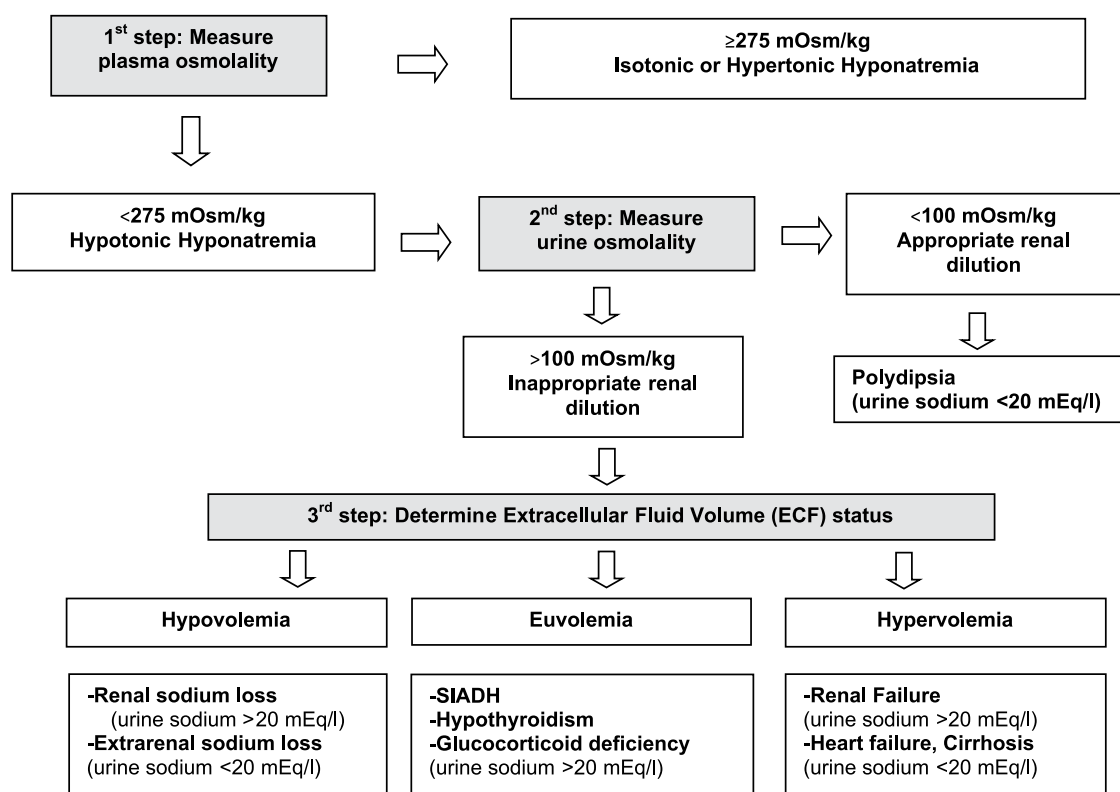 1st step: Measure
plasma osmolality
≥275 mOsm/kg
Isotonic or Hypertonic Hyponatremia
<275 mOsm/kg
Hypotonic Hyponatremia
2nd step: Measure
urine osmolality
<100 mOsm/kg
Appropriate renal
dilution
>100 mOsm/kg
Inappropriate renal
dilution
Polydipsia
(urine sodium <20 mEq/l)
3rd step: Determine Extracellular Fluid Volume (ECF) status
Hypovolemia
Euvolemia
Hypervolemia
-Renal sodium loss
(urine sodium >20 mEq/l)
-Extrarenal sodium loss
(urine sodium <20 mEq/l)
-SIADH
-Hypothyroidism
-Glucocorticoid deficiency
(urine sodium >20 mEq/l)
-Renal Failure
(urine sodium >20 mEq/l)
-Heart failure, Cirrhosis
(urine sodium <20 mEq/l)